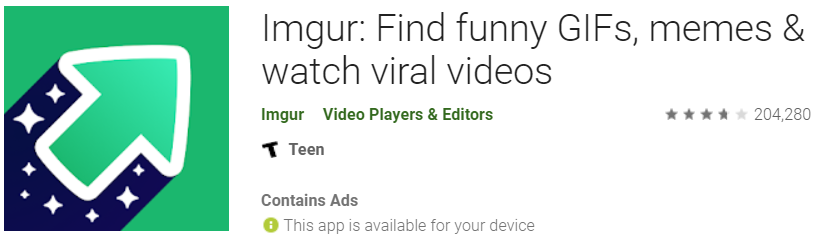 Imgur: Find funny GIFs, memes &
watch viral videos
Imgur Video Players & Editors 204,280
T Teen
Contains Ads
This app is available for your device